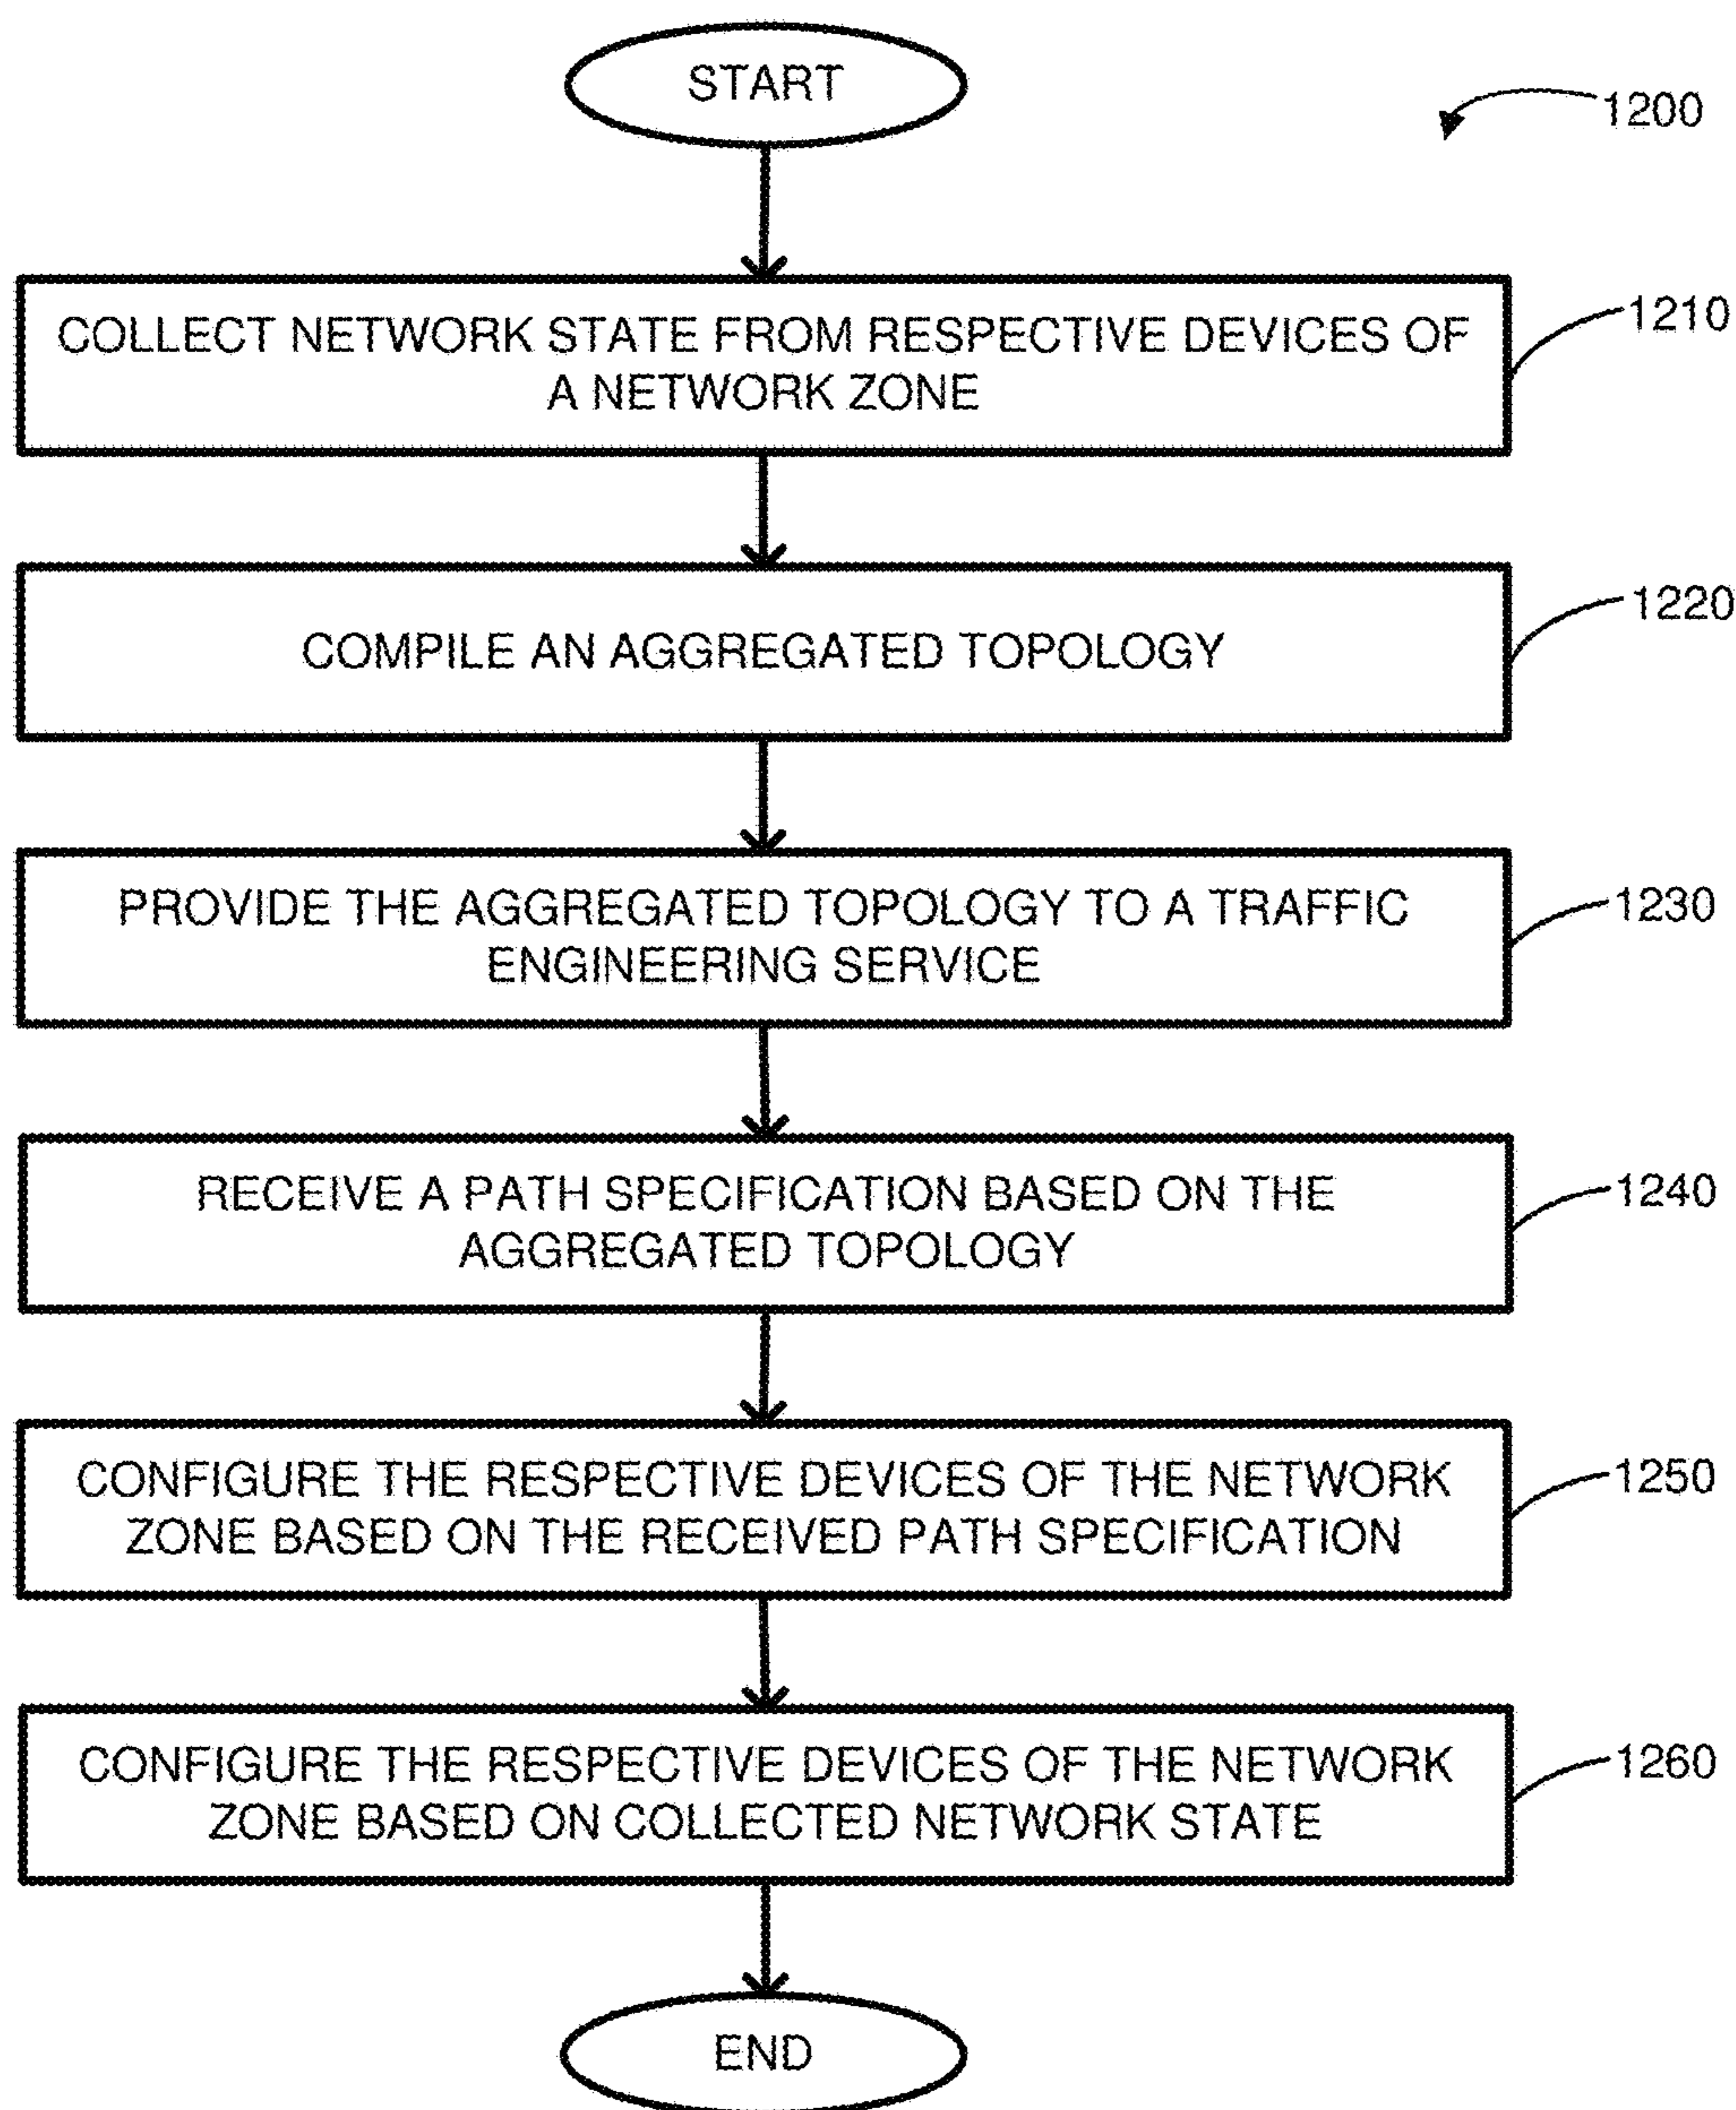 START
1200
COLLECT NETWORK STATE FROM RESPECTIVE DEVICES OF
A NETWORK ZONE
1210
COMPILE AN AGGREGATED TOPOLOGY
1220
PROVIDE THE AGGREGATED TOPOLOGY TO A TRAFFIC
ENGINEERING SERVICE
1230
RECEIVE A PATH SPECIFICATION BASED ON THE
AGGREGATED TOPOLOGY
1240
CONFIGURE THE RESPECTIVE DEVICES OF THE NETWORK
ZONE BASED ON THE RECEIVED PATH SPECIFICATION
1250
CONFIGURE THE RESPECTIVE DEVICES OF THE NETWORK
ZONE BASED ON COLLECTED NETWORK STATE
1260
END